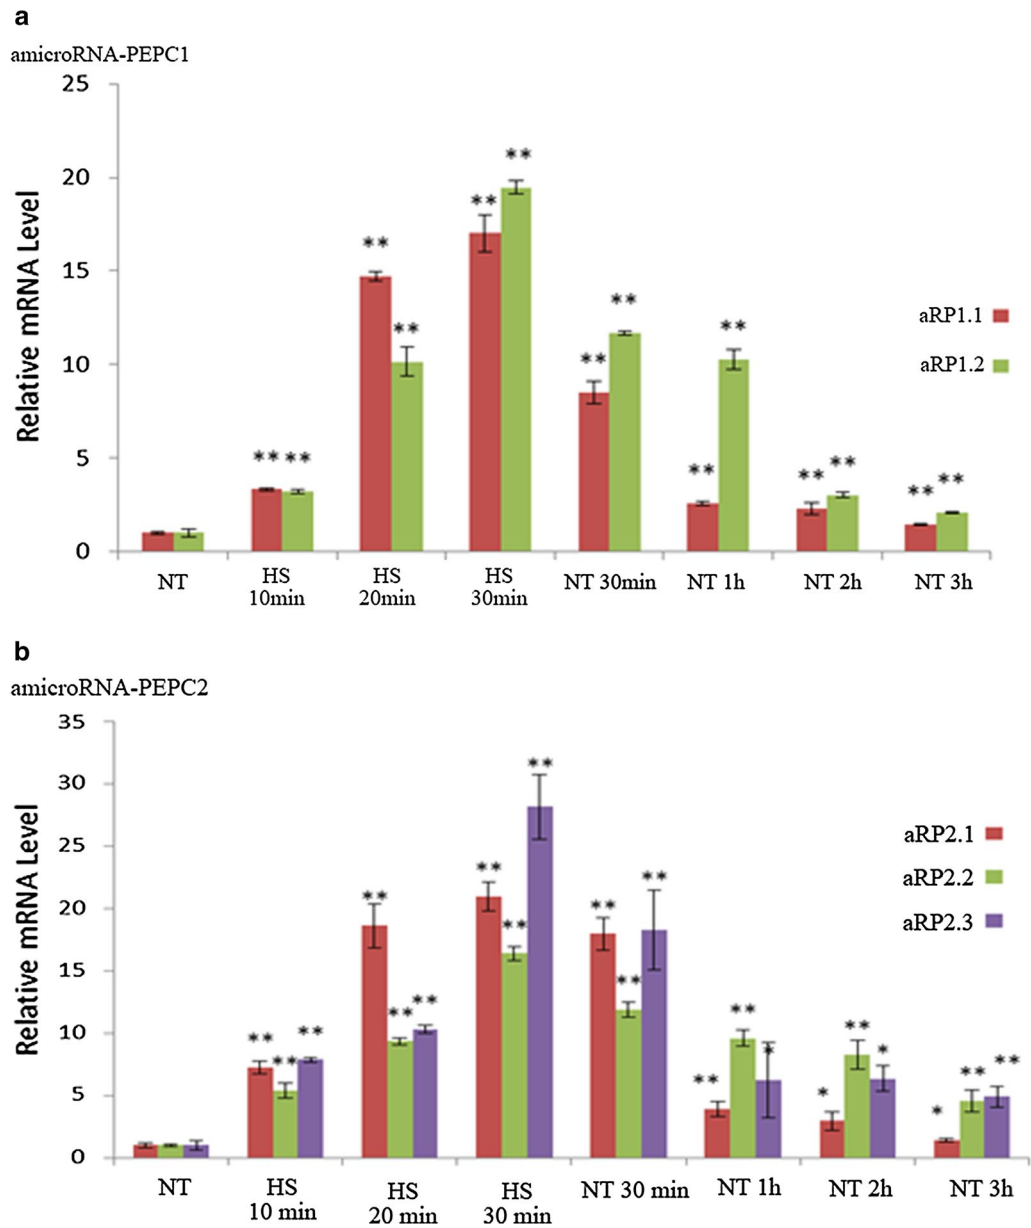 a
amicroRNA-PEPC1
25
20
15
10
5
0
Relative mRNA Level
** **
**
**
**
**
**
**
**
**
**
**
**
**
aRP1.1
aRP1.2
NT
HS
10min
HS
20min
HS
30min
NT 30min
NT 1h
NT 2h
NT 3h
b
amicroRNA-PEPC2
35
30
25
20
15
10
5
0
Relative mRNA Level
**
**
**
**
**
**
**
**
**
**
**
**
**
**
*
*
**
*
*
**
**
aRP2.1
aRP2.2
aRP2.3
NT
HS
10 min
HS
20 min
HS
30 min
NT 30 min
NT 1h
NT 2h
NT 3h